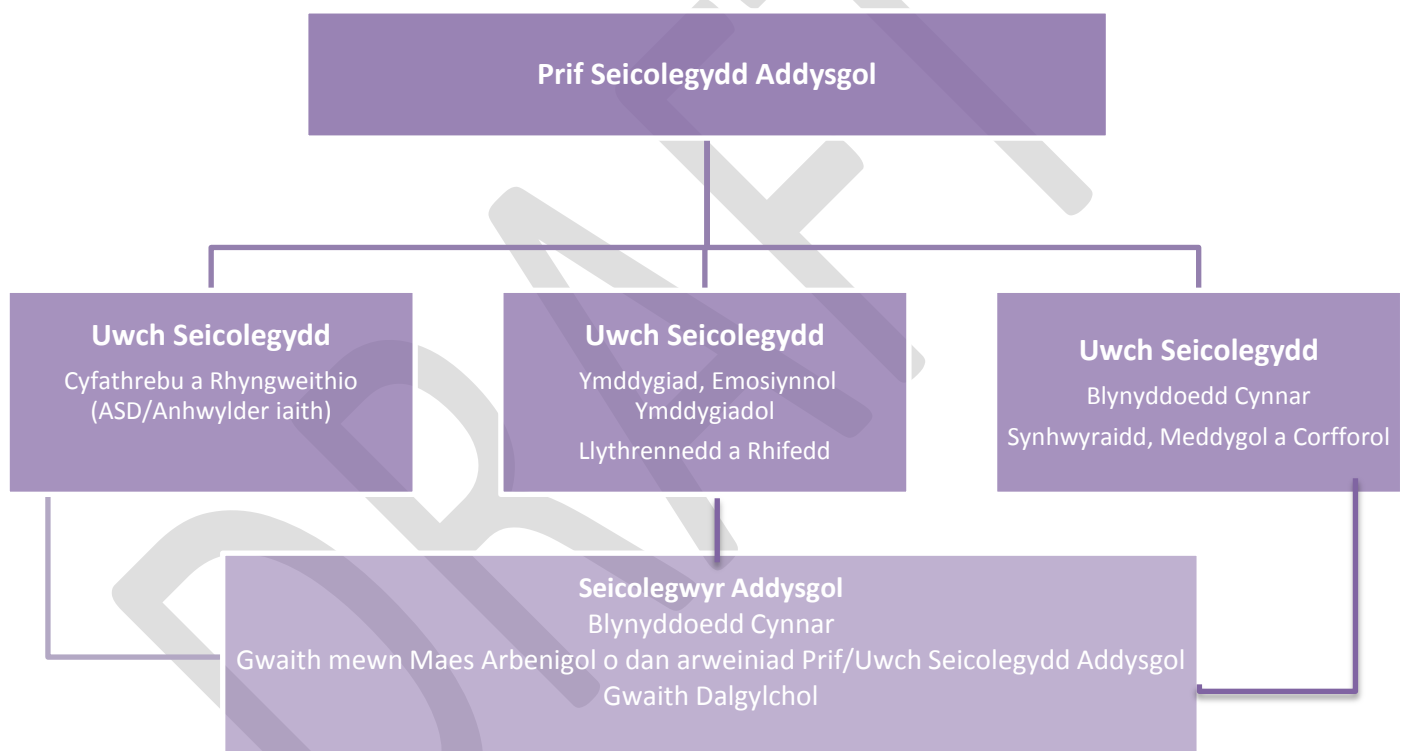 Prif Seicolegydd Addysgol
Uwch Seicolegydd
Cyfathrebu a Rhyngweithio
(ASD/Anhwylder iaith)
Uwch Seicolegydd
Ymddygiad, Emosiynnol
Ymddygiadol
Llythrennedd a Rhifedd
Uwch Seicolegydd
Blynyddoedd Cynnar
Synhwyraidd, Meddygol a Corfforol
Seicolegwyr Addysgol
Blynyddoedd Cynnar
Gwaith mewn Maes Arbenigol o dan arweiniad Prif/Uwch Seicolegydd Addysgol
Gwaith Dalgylchol
DRAFT